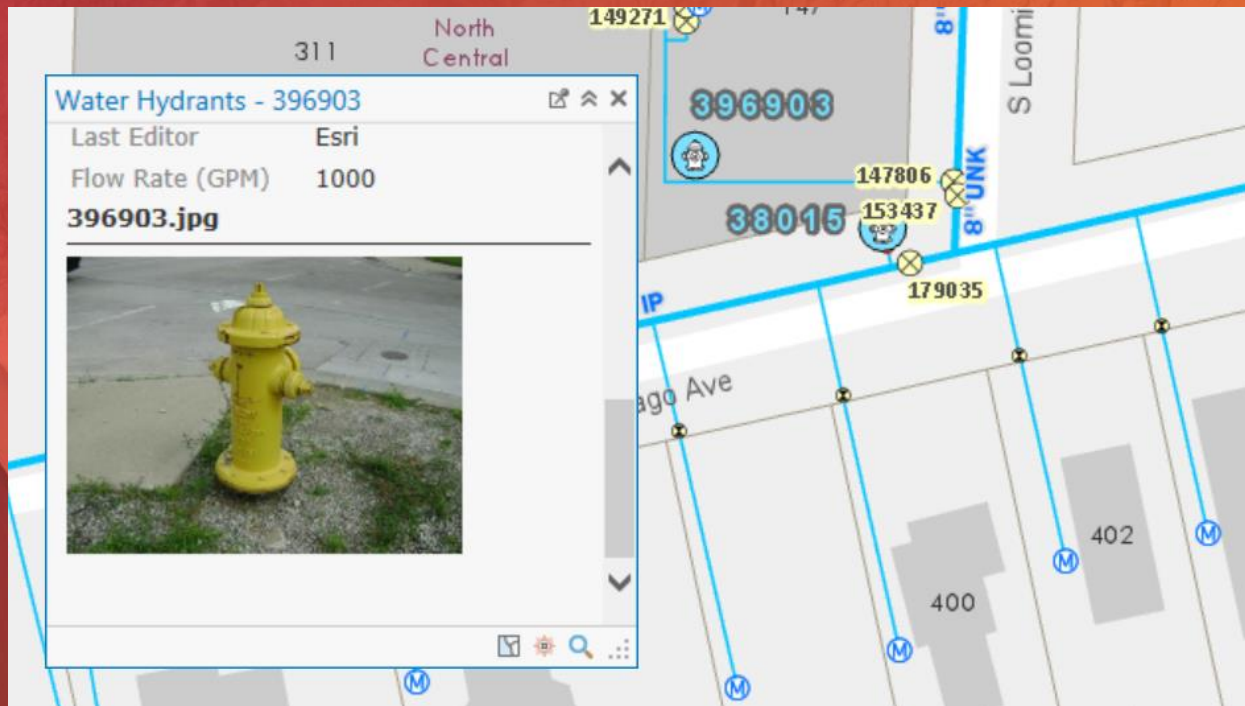 Water Hydrants - 396903
Last Editor Esri
Flow Rate (GPM) 1000
396903.jpg
149271
M
North
Central
311
8"
S Loomi
396903
147806
8" UNK
38015
153437
179035
IP
ago Ave
402
M
M
400
M
M
M